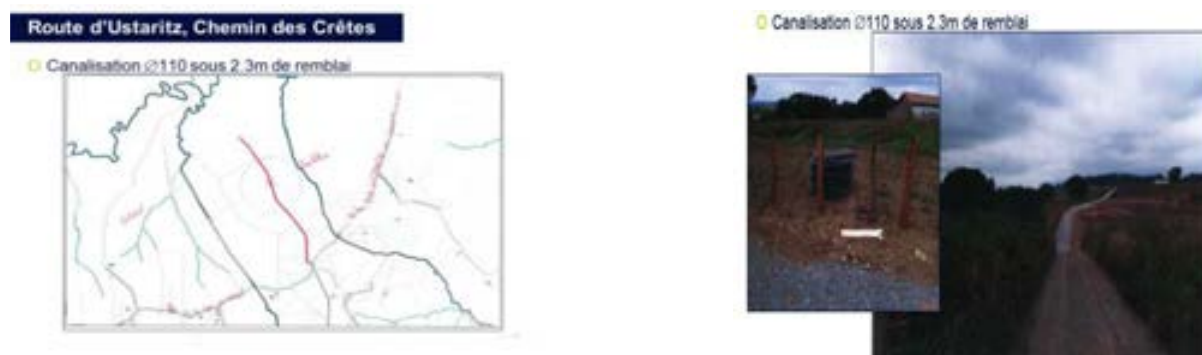 Route d'Ustaritz, Chemin des Crêtes
Canalisation ∅110 sous 2.3m de remblai
Canalisation ∅110 sous 2.3m de remblai